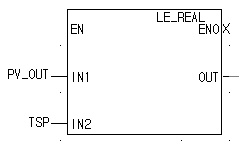 LE_REAL
EN
ENO X
PV_OUT
IN1
OUT
TSP
IN2